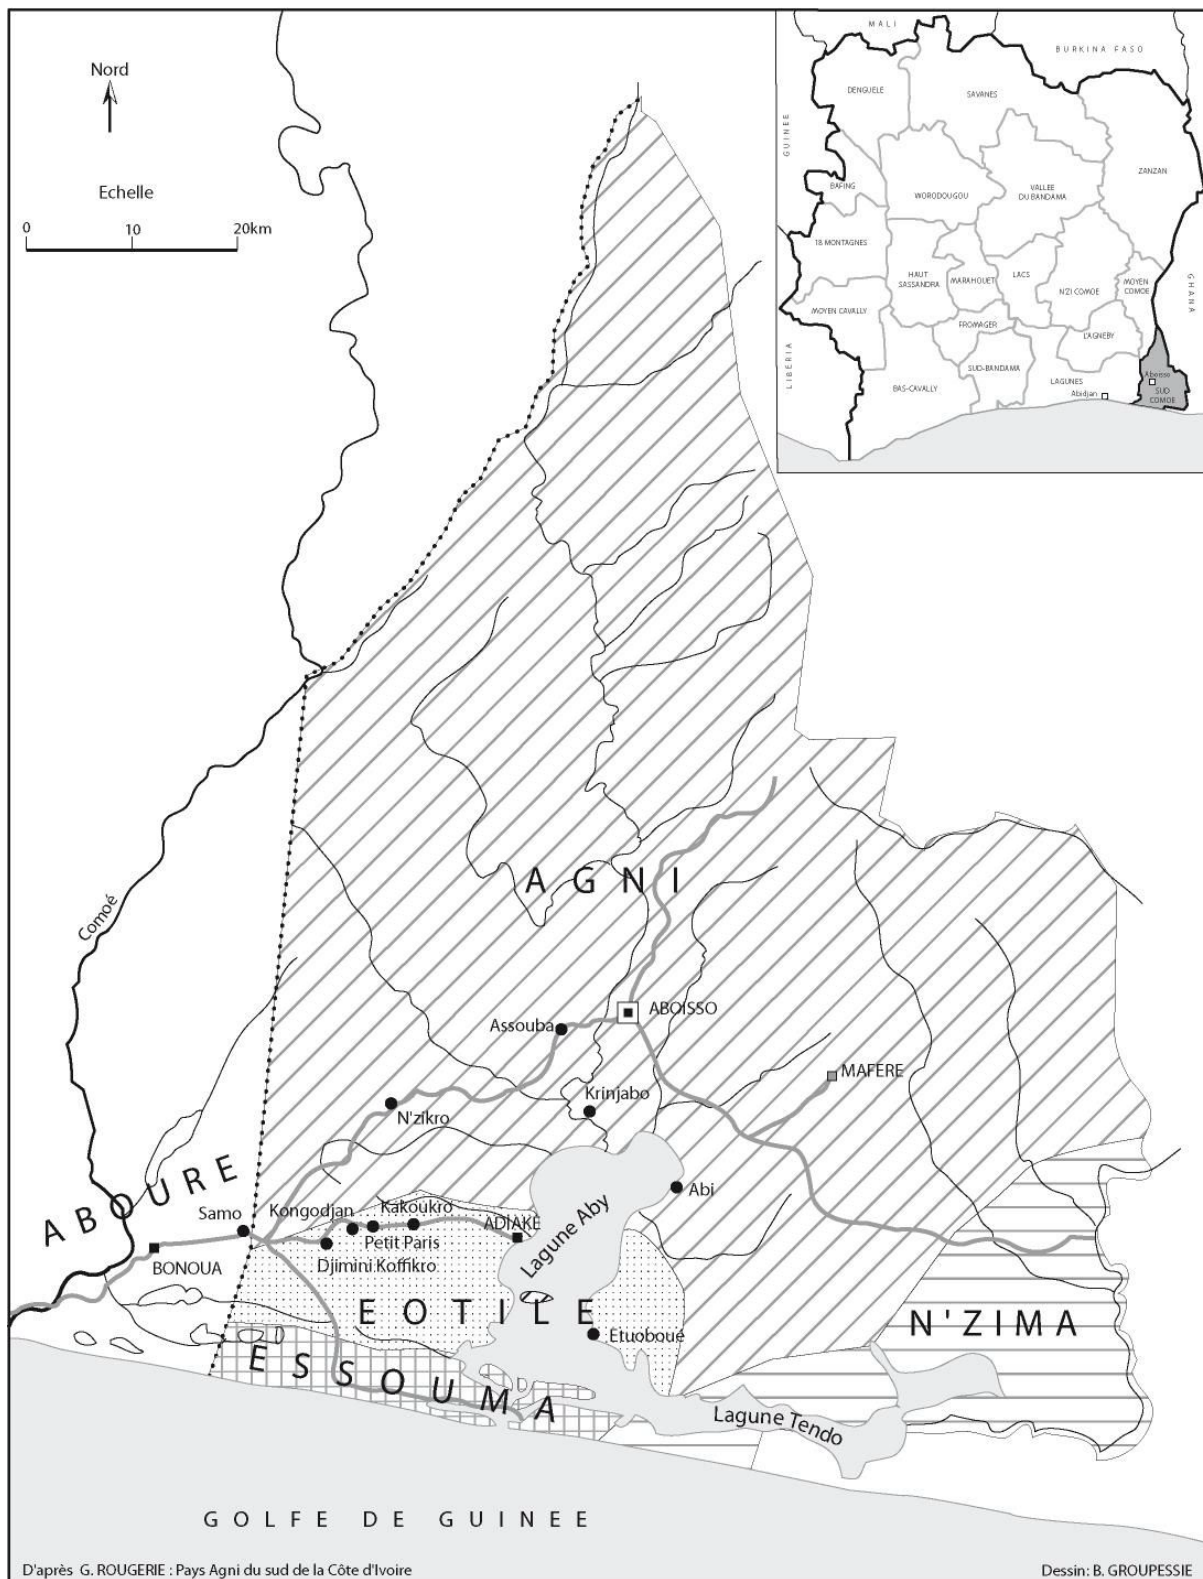 Nord
Echelle
0 10 20km
MALI
BURKINA FASO
DENGUELE
SAVANES
GUINEE
ZANZAN
BAFING
WORODOUGOU
VALLEE
DU BANDAMA
18 MONTAGNES
HAUT
SASSANDRA
MARAHOUET
LACS
N'ZI COMOE
MOYEN
COMOE
GHANA
MOYEN CAVALLY
FROMAGER
L'AGNEBY
LIBERIA
SUD-BANDAMA
BAS-CAVALLY
LAGUNES
Abidjan
Aboisso
SUD
COMOE
Comoé
AGNI
ABOISSO
Assouba
MAFERE
Krinjabo
N'zikro
ABOURE
Abi
Samo
Kongodjan
Kakoukro
ADIAKE
Petit Paris
Lagune Aby
BONOUA
Djimini Koffikro
EOTILE
N'ZIMA
Etuoboué
ESSOUMA
Lagune Tendo
GOLFE DE GUINEE
D'après G. ROUGERIE : Pays Agni du sud de la Côte d'Ivoire
Dessin: B. GROUPESSIE